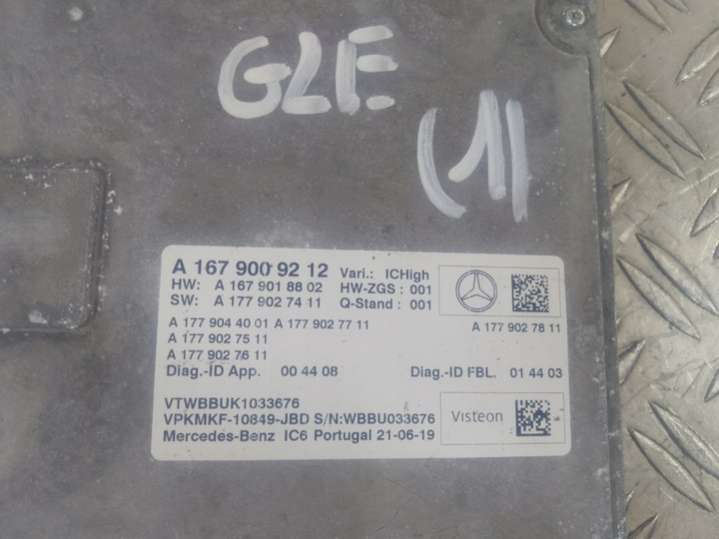 GLE
(1)
A 167 900 92 12 Vari.: ICHigh
HW: A 167 901 88 02 HW-ZGS : 001
SW: A 177 902 74 11 Q-Stand : 001
A 177 904 40 01 A 177 902 77 11 A 177 902 78 11
A 177 902 75 11
A 177 902 76 11
Diag.-ID App. 00 44 08 Diag.-ID FBL. 01 44 03
VTWBBUK1033676
VPKMKF-10849-JBD S/N:WBBU033676 Visteon
Mercedes-Benz IC6 Portugal 21-06-19